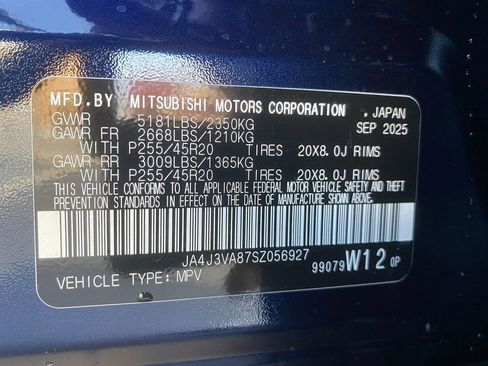 MFD.BY MITSUBISHI MOTORS CORPORATION ,JAPAN
GVWR 5181LBS/2350KG SEP 2025
GAWR FR 2668LBS/1210KG
WITH P255/45R20 TIRES 20X8.0J RIMS
GAWR RR 3009LBS/1365KG
WITH P255/45R20 TIRES 20X8.0J RIMS
THIS VEHICLE CONFORMS TO ALL APPLICABLE FEDERAL MOTOR VEHICLE SAFETY AND THEFT
PREVENTION STANDARDS IN EFFECT ON THE DATE OF MANUFACTURE SHOWN ABOVE.
JA4J3VA87SZ056927
VEHICLE TYPE: MPV 99079 W12 0P